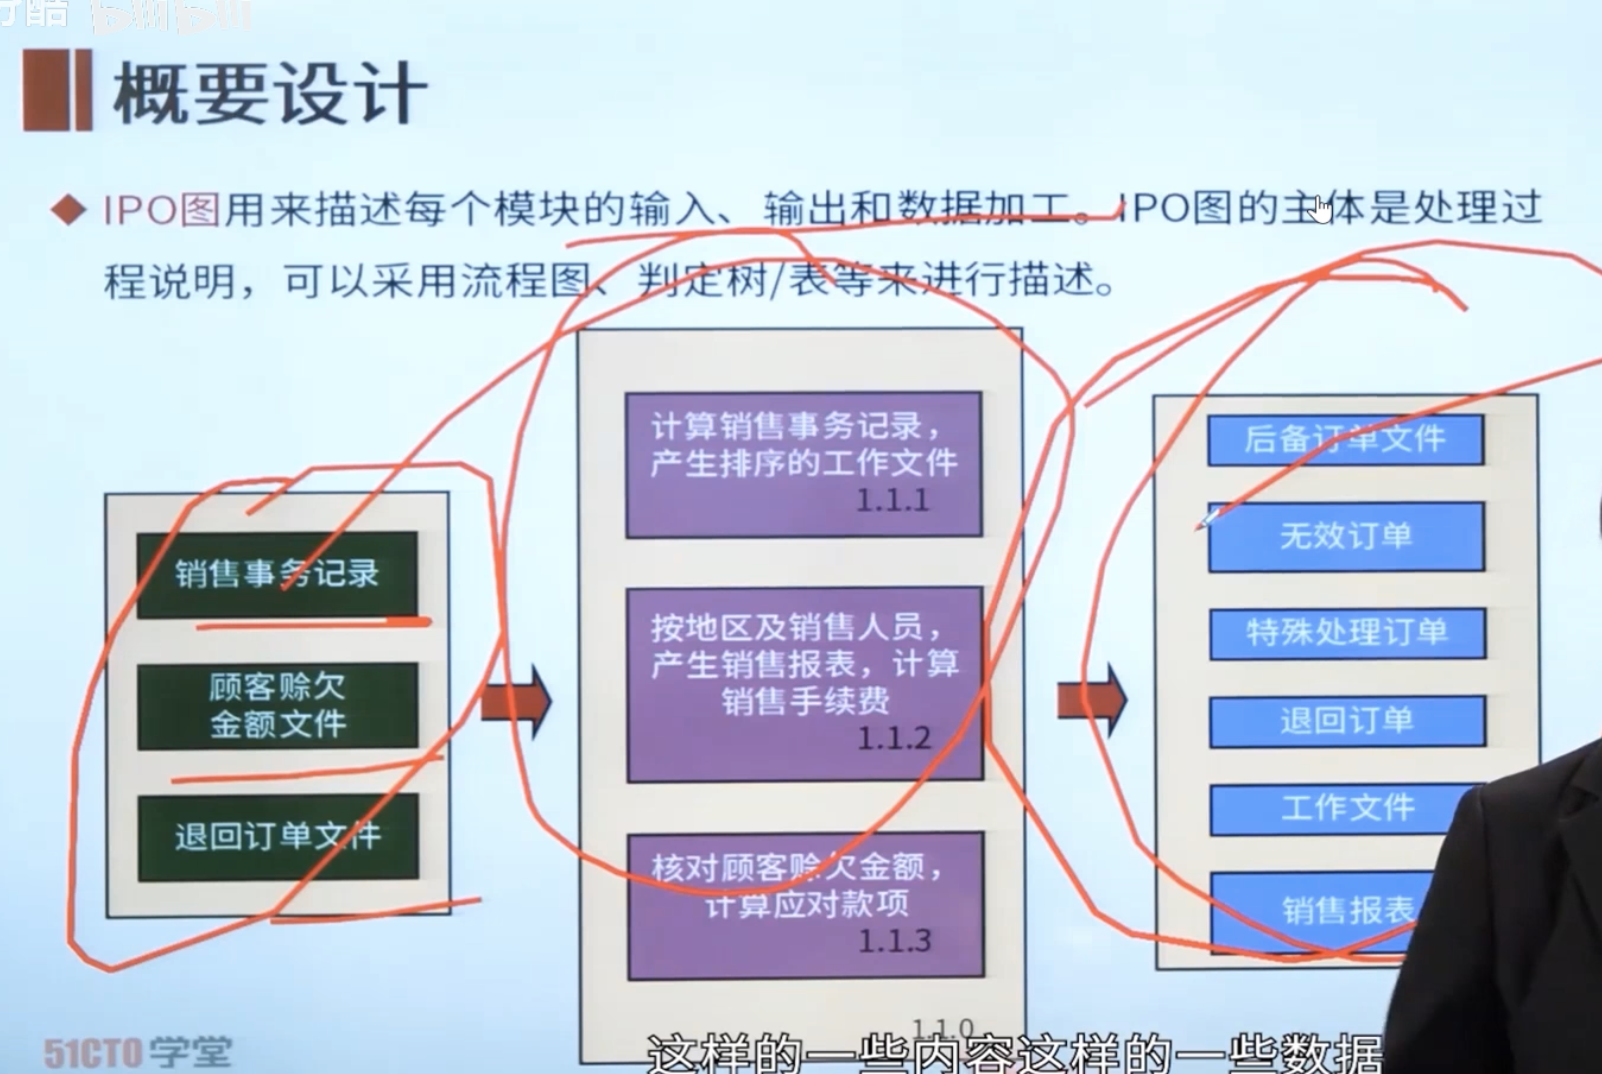 bilibili
概要设计
IPO图用来描述每个模块的输入、输出和数据加工。IPO图的主体是处理过
程说明，可以采用流程图、判定树/表等来进行描述。
销售事务记录
顾客赊欠
金额文件
退回订单文件
计算销售事务记录，
产生排序的工作文件
1.1.1
按地区及销售人员，
产生销售报表，计算
销售手续费
1.1.2
核对顾客赊欠金额，
计算应对款项
1.1.3
1.1.0
后备订单文件
无效订单
特殊处理订单
退回订单
工作文件
销售报表
51CTO学堂
这样的一些内容这样的一些数据